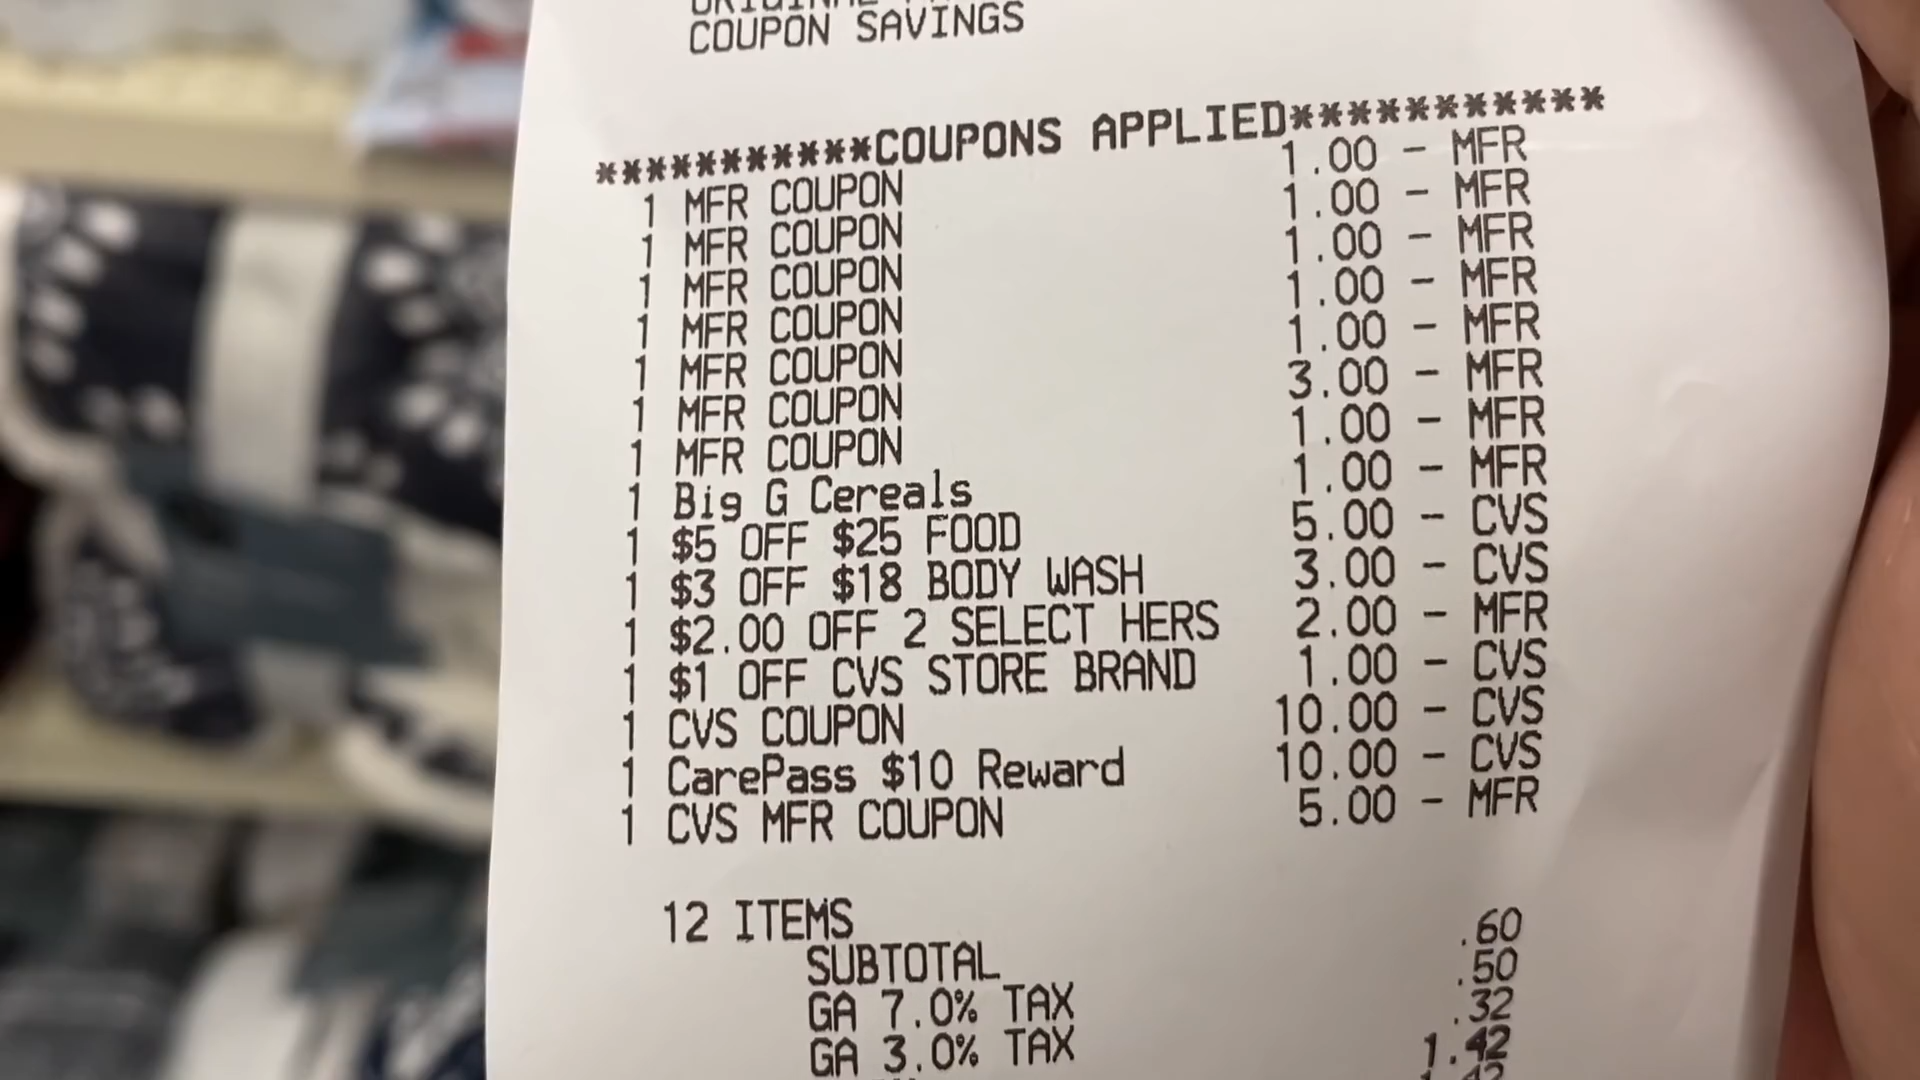 COUPON SAVINGS
***********COUPONS APPLIED***********
1 MFR COUPON 1.00 - MFR
1 MFR COUPON 1.00 - MFR
1 MFR COUPON 1.00 - MFR
1 MFR COUPON 1.00 - MFR
1 MFR COUPON 1.00 - MFR
1 MFR COUPON 3.00 - MFR
1 MFR COUPON 1.00 - MFR
1 Big G Cereals 1.00 - MFR
1 $5 OFF $25 FOOD 5.00 - CVS
1 $3 OFF $18 BODY WASH 3.00 - CVS
1 $2.00 OFF 2 SELECT HERS 2.00 - MFR
1 $1 OFF CVS STORE BRAND 1.00 - CVS
1 CVS COUPON 10.00 - CVS
1 CarePass $10 Reward 10.00 - CVS
1 CVS MFR COUPON 5.00 - MFR
12 ITEMS
SUBTOTAL .60
GA 7.0% TAX .50
GA 3.0% TAX .32
1.42